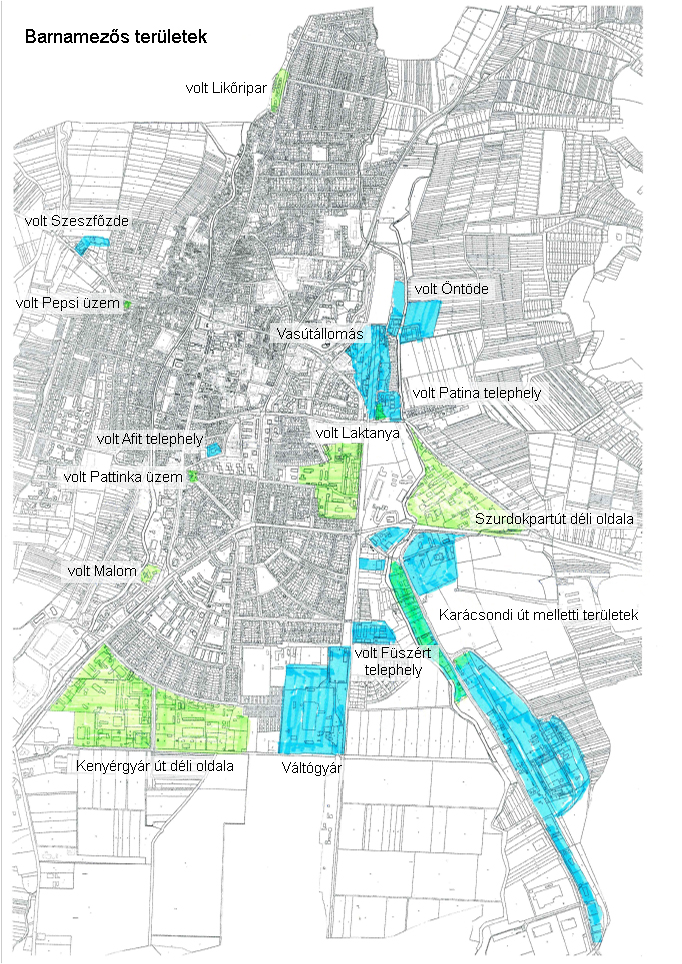 Barnamezős területek
volt Likőripar
volt Szeszfőzde
volt Öntöde
volt Pepsi üzem
Vasútállomás
volt Patina telephely
volt Laktanya
volt Afit telephely
volt Pattinka üzem
Szurdokpartút déli oldala
volt Malom
Karácsondi út melletti területek
volt Füszért
telephely
Kenyérgyár út déli oldala
Váltógyár